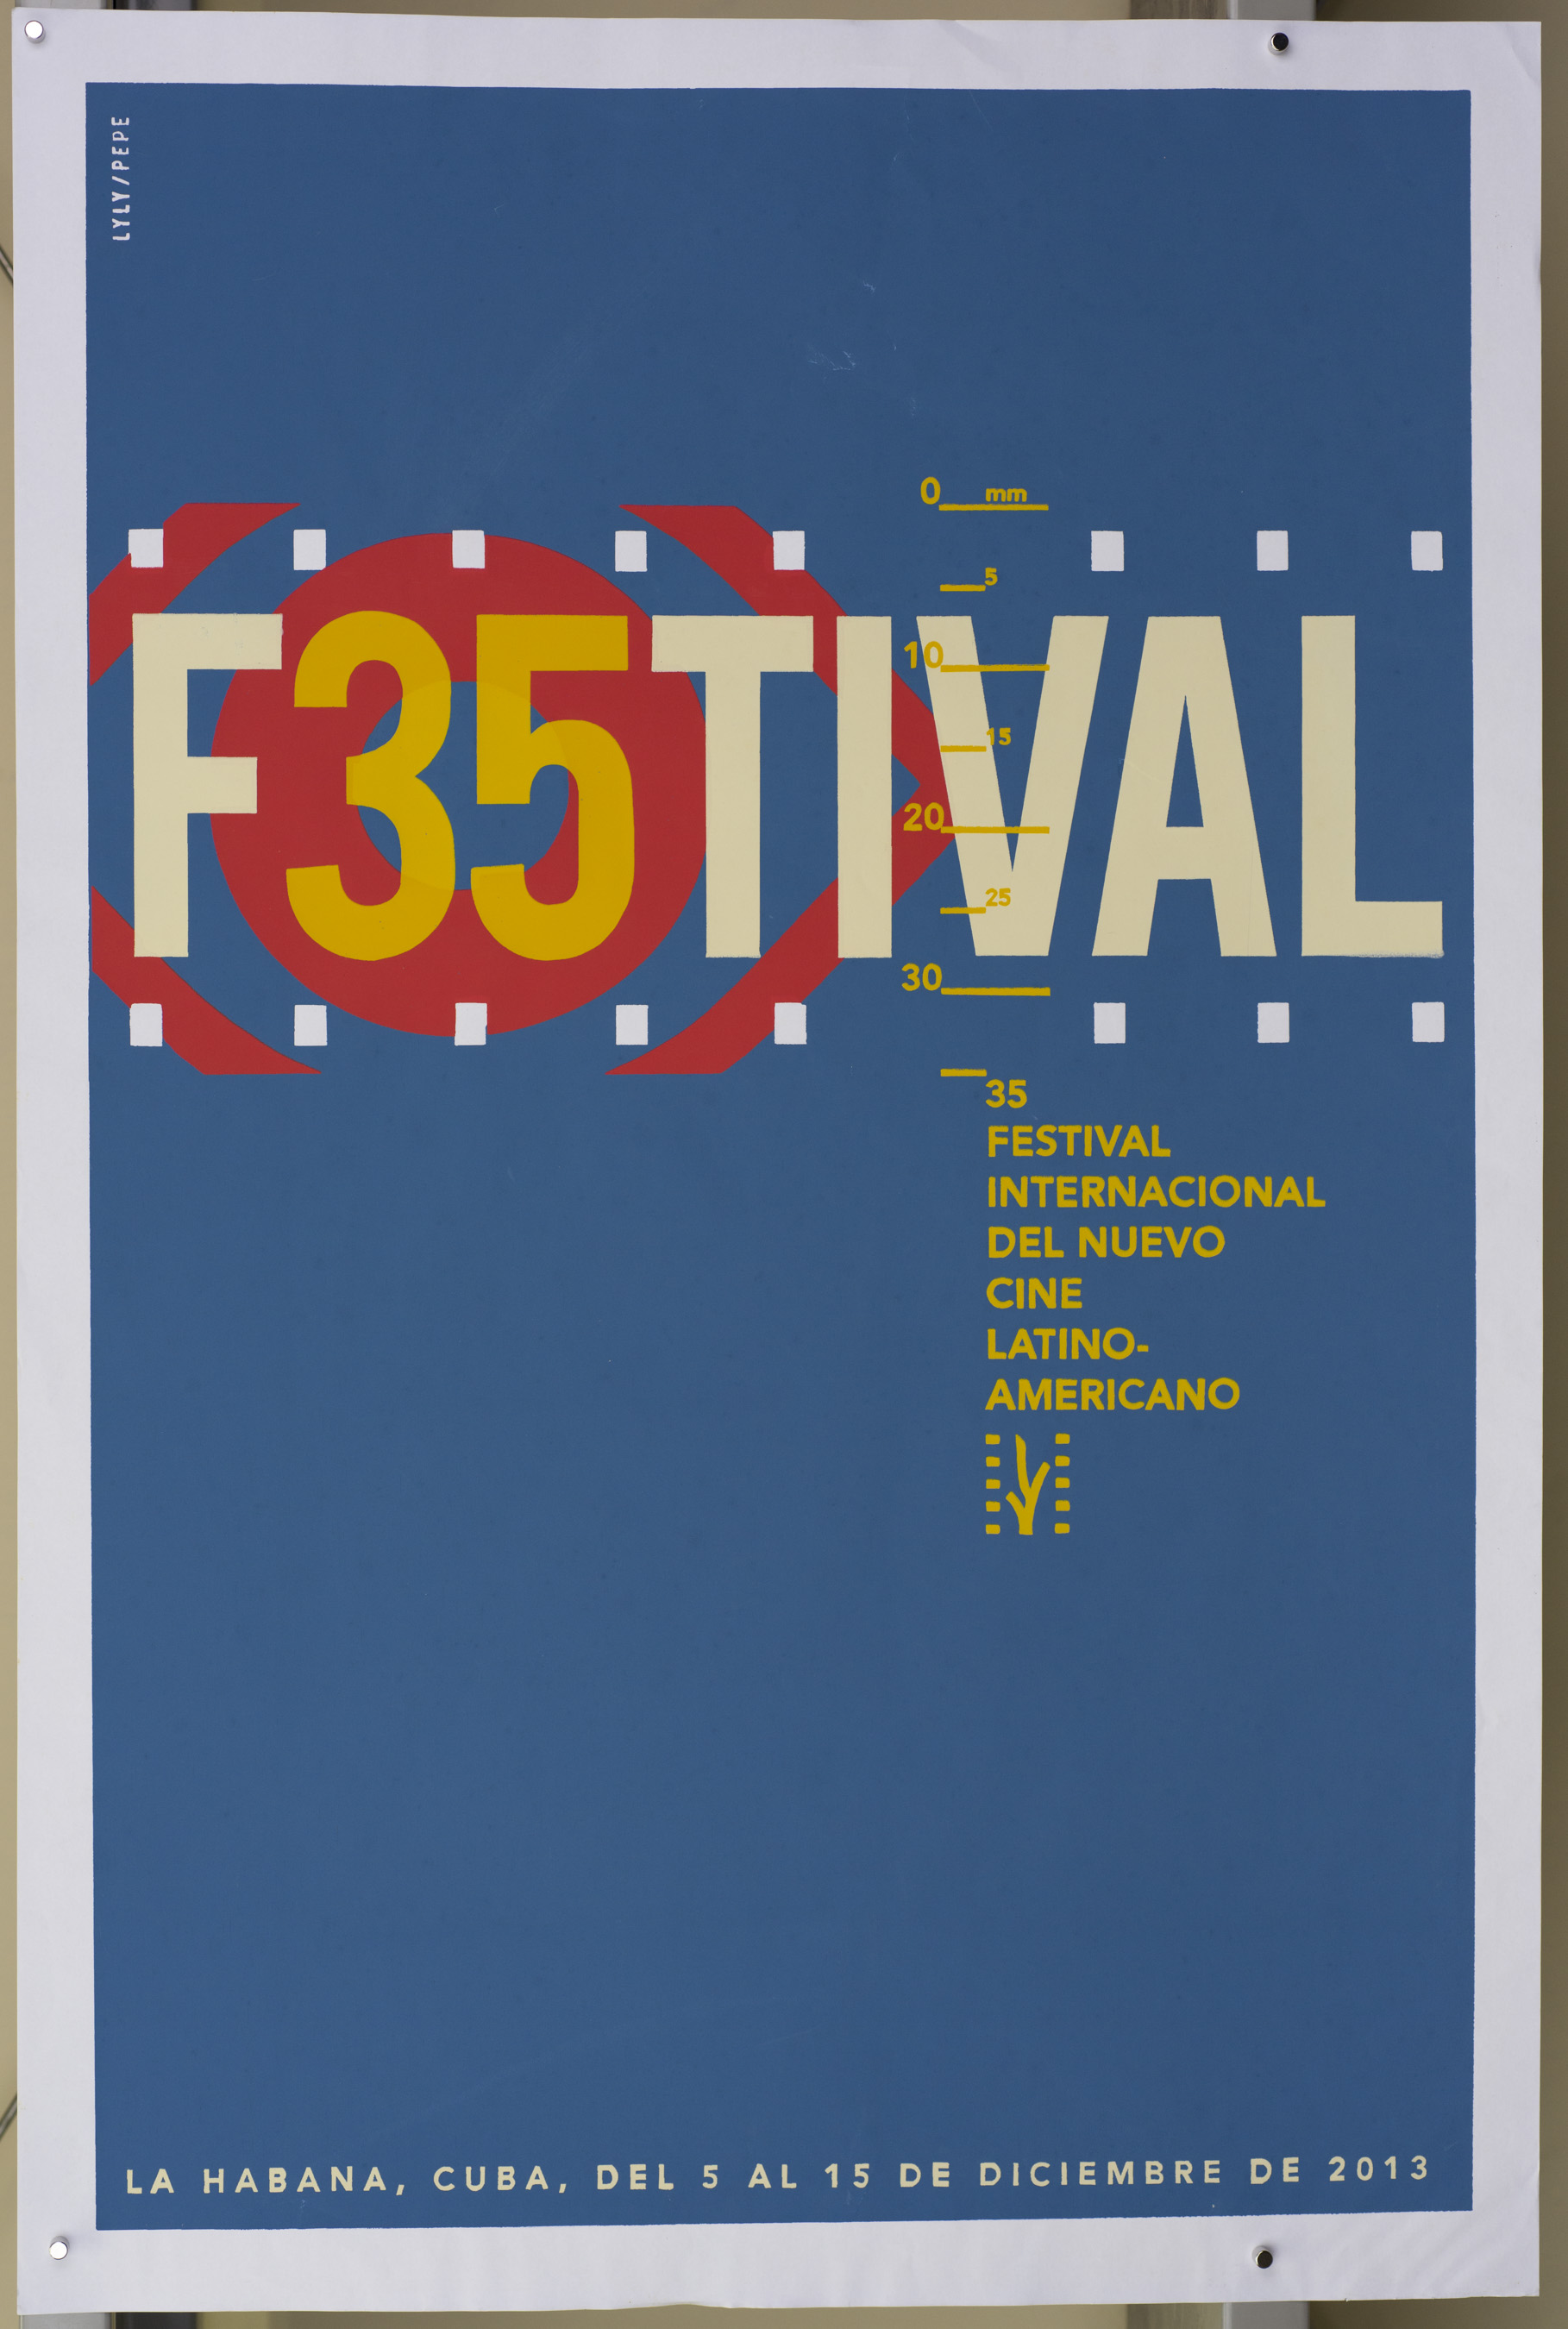 LYLY/PEPE
0 mm
5
F35TIVAL
10
15
20
25
30
35
FESTIVAL
INTERNACIONAL
DEL NUEVO
CINE
LATINO-
AMERICANO
LA HABANA, CUBA, DEL 5 AL 15 DE DICIEMBRE DE 2013